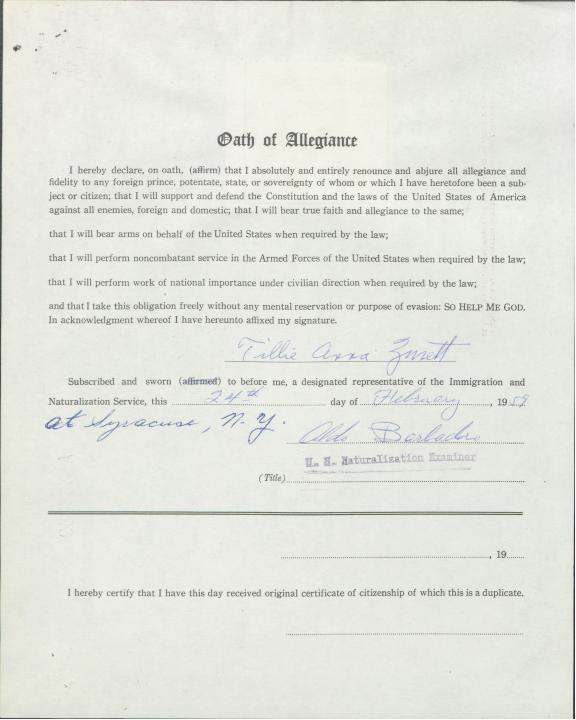 Oath of Allegiance
I hereby declare, on oath, (affirm) that I absolutely and entirely renounce and abjure all allegiance and
fidelity to any foreign prince, potentate, state, or sovereignty of whom or which I have heretofore been a sub-
ject or citizen; that I will support and defend the Constitution and the laws of the United States of America
against all enemies, foreign and domestic; that I will bear true faith and allegiance to the same;
that I will bear arms on behalf of the United States when required by the law;
that I will perform noncombatant service in the Armed Forces of the United States when required by the law;
that I will perform work of national importance under civilian direction when required by the law;
and that I take this obligation freely without any mental reservation or purpose of evasion: SO HELP ME GOD.
In acknowledgment whereof I have hereunto affixed my signature.
Tillie Anna
Subscribed and sworn (affirmed) to before me, a designated representative of the Immigration and
Naturalization Service, this 24th day of February, 1959
at Syracuse, N.Y. Aldo
U. S. Naturalization Examiner
(Title)
, 19
I hereby certify that I have this day received original certificate of citizenship of which this is a duplicate.